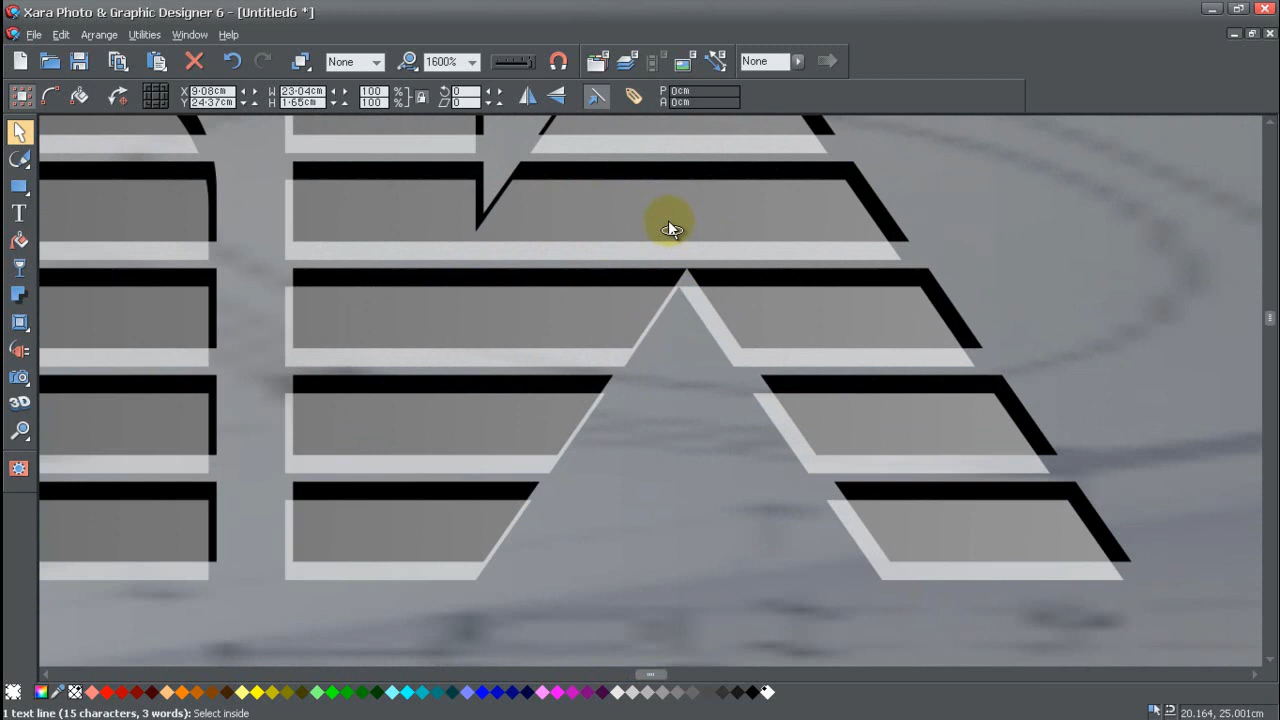 Xara Photo & Graphic Designer 6 - [Untitled6 *]
File Edit Arrange Utilities Window Help
None 1600% None
X 9.08cm W 23.04cm 100 % 0 P 0cm
Y 24.37cm H 1.65cm 100 % 0 A 0cm
T
3D
1 text line (15 characters, 3 words): Select inside 20.164, 25.001cm